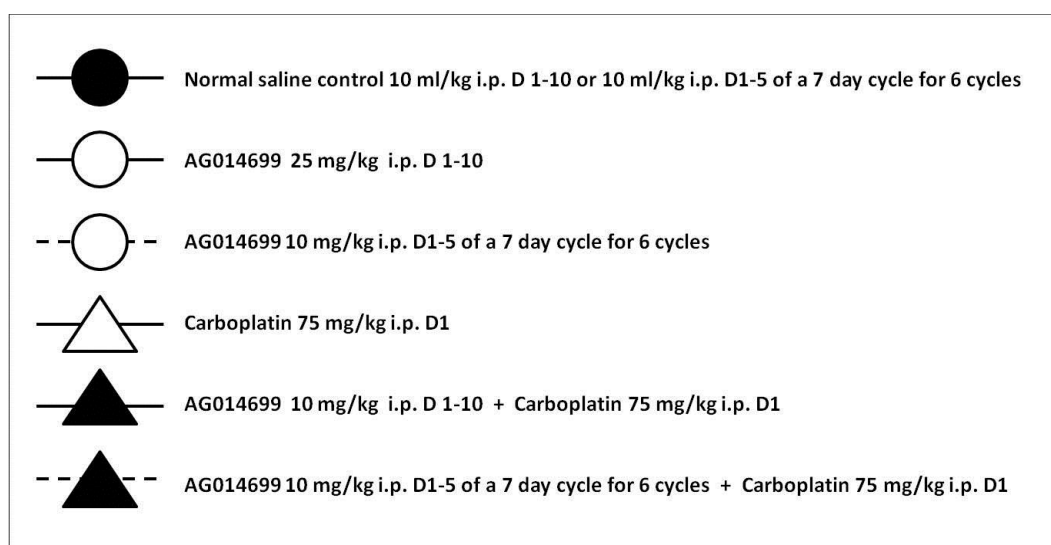 Normal saline control 10 ml/kg i.p. D 1-10 or 10 ml/kg i.p. D1-5 of a 7 day cycle for 6 cycles
AG014699 25 mg/kg i.p. D 1-10
AG014699 10 mg/kg i.p. D1-5 of a 7 day cycle for 6 cycles
Carboplatin 75 mg/kg i.p. D1
AG014699 10 mg/kg i.p. D 1-10 + Carboplatin 75 mg/kg i.p. D1
AG014699 10 mg/kg i.p. D1-5 of a 7 day cycle for 6 cycles + Carboplatin 75 mg/kg i.p. D1